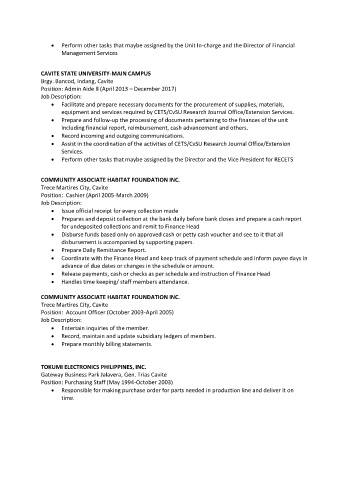 • Perform other tasks that maybe assigned by the Unit In-charge and the Director of Financial
Management Services
CAVITE STATE UNIVERSITY-MAIN CAMPUS
Brgy. Bancod, Indang, Cavite
Position: Admin Aide II (April 2013 – December 2017)
Job Description:
• Facilitate and prepare necessary documents for the procurement of supplies, materials,
equipment and services required by CETS/CvSU Research Journal Office/Extension Services.
• Prepare and follow-up the processing of documents pertaining to the finances of the unit
including financial report, reimbursement, cash advancement and others.
• Record incoming and outgoing communications.
• Assist in the coordination of the activities of CETS/CvSU Research Journal Office/Extension
Services.
• Perform other tasks that maybe assigned by the Director and the Vice President for RECETS
COMMUNITY ASSOCIATE HABITAT FOUNDATION INC.
Trece Martires City, Cavite
Position: Cashier (April 2005-March 2009)
Job Description:
• Issue official receipt for every collection made
• Prepares and deposit collection at the bank daily before bank closes and prepare a cash report
for undeposited collections and remit to Finance Head
• Disburse funds based only on approved cash or petty cash voucher and see to it that all
disbursement is accompanied by supporting papers.
• Prepare Daily Remittance Report.
• Coordinate with the Finance Head and keep track of payment schedule and inform payee days in
advance of due dates or changes in the schedule or amount.
• Release payments, cash or checks as per schedule and instruction of Finance Head
• Handles time keeping/ staff members attendance.
COMMUNITY ASSOCIATE HABITAT FOUNDATION INC.
Trece Martires City, Cavite
Position: Account Officer (October 2003-April 2005)
Job Description:
• Entertain inquiries of the member.
• Record, maintain and update subsidiary ledgers of members.
• Prepare monthly billing statements.
TOKUMI ELECTRONICS PHILIPPINES, INC.
Gateway Business Park Jalavera, Gen. Trias Cavite
Position: Purchasing Staff (May 1994-October 2003)
• Responsible for making purchase order for parts needed in production line and deliver it on
time.